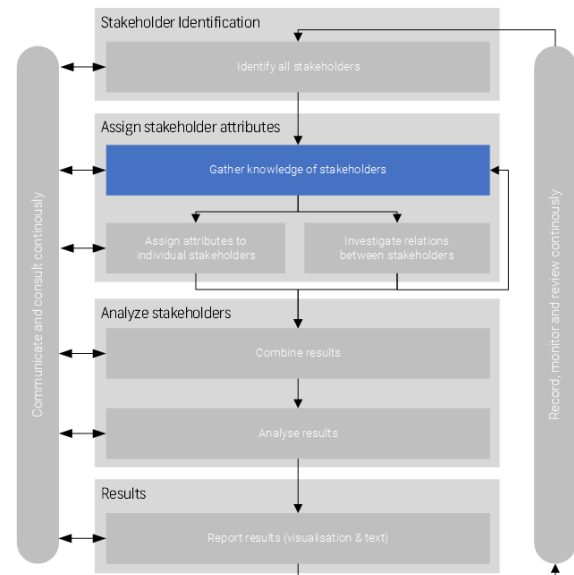 Stakeholder Identification
Identify all stakeholders
Assign stakeholder attributes
Gather knowledge of stakeholders
Assign attributes to
individual stakeholders
Investigate relations
between stakeholders
Analyze stakeholders
Combine results
Analyse results
Results
Report results (visualisation & text)
Communicate and consult continously
Record, monitor and review continously